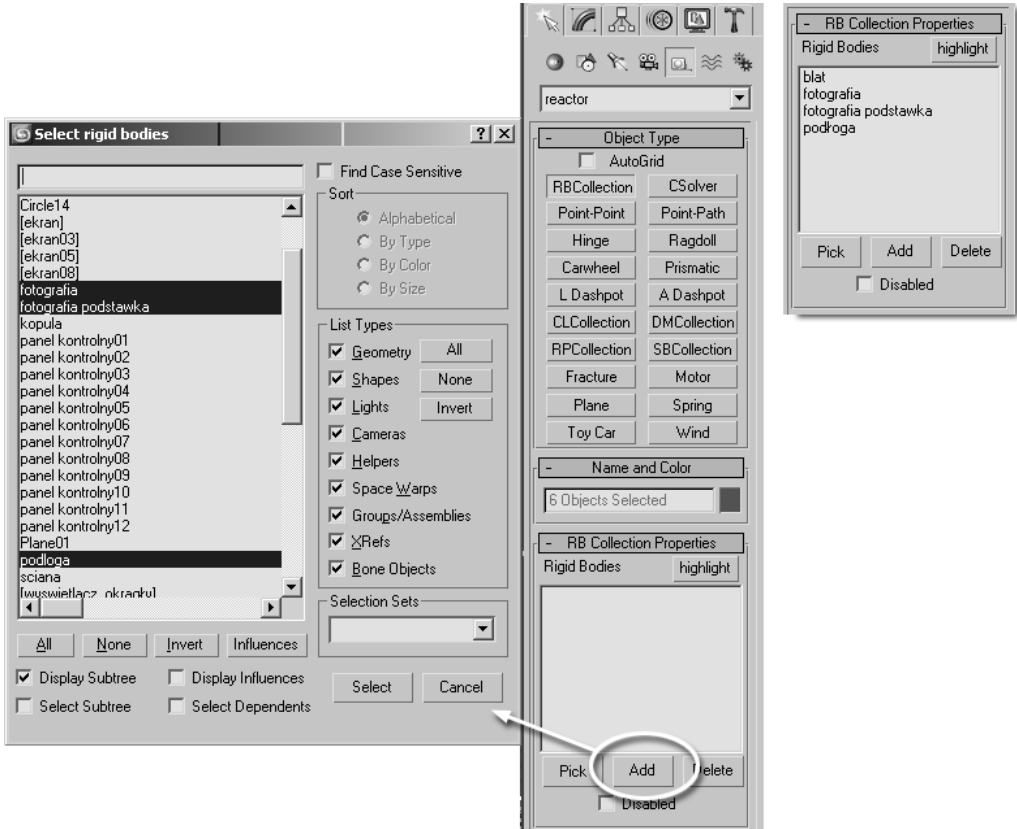 Select rigid bodies
Find Case Sensitive
Sort
Alphabetical
By Type
By Color
By Size
Circle14
[ekran]
[ekran03]
[ekran05]
[ekran08]
fotografia
fotografia podstawka
kopula
panel kontrolny01
panel kontrolny02
panel kontrolny03
panel kontrolny04
panel kontrolny05
panel kontrolny06
panel kontrolny07
panel kontrolny08
panel kontrolny09
panel kontrolny10
panel kontrolny11
panel kontrolny12
Plane01
podloga
sciana
[wyswietlacz_okragly]
List Types
Geometry All
Shapes None
Lights Invert
Cameras
Helpers
Space Warps
Groups/Assemblies
XRefs
Bone Objects
Selection Sets
All None Invert Influences
Display Subtree Display Influences
Select Subtree Select Dependents
Select Cancel
reactor
- Object Type
AutoGrid
RBCollection CSolver
Point-Point Point-Path
Hinge Ragdoll
Carwheel Prismatic
L Dashpot A Dashpot
CLCollection DMCollection
RPCollection SBCollection
Fracture Motor
Plane Spring
Toy Car Wind
- Name and Color
6 Objects Selected
- RB Collection Properties
Rigid Bodies highlight
Pick Add Delete
Disabled
- RB Collection Properties
Rigid Bodies highlight
blat
fotografia
fotografia podstawka
podłoga
Pick Add Delete
Disabled